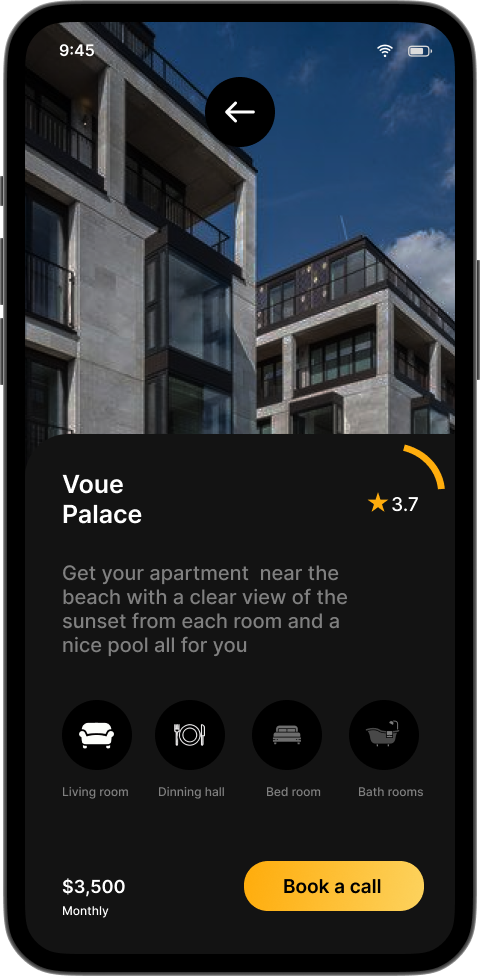 9:45
Voue
Palace
3.7
Get your apartment  near the
beach with a clear view of the
sunset from each room and a
nice pool all for you
Living room
Dinning hall
Bed room
Bath rooms
$3,500
Monthly
Book a call